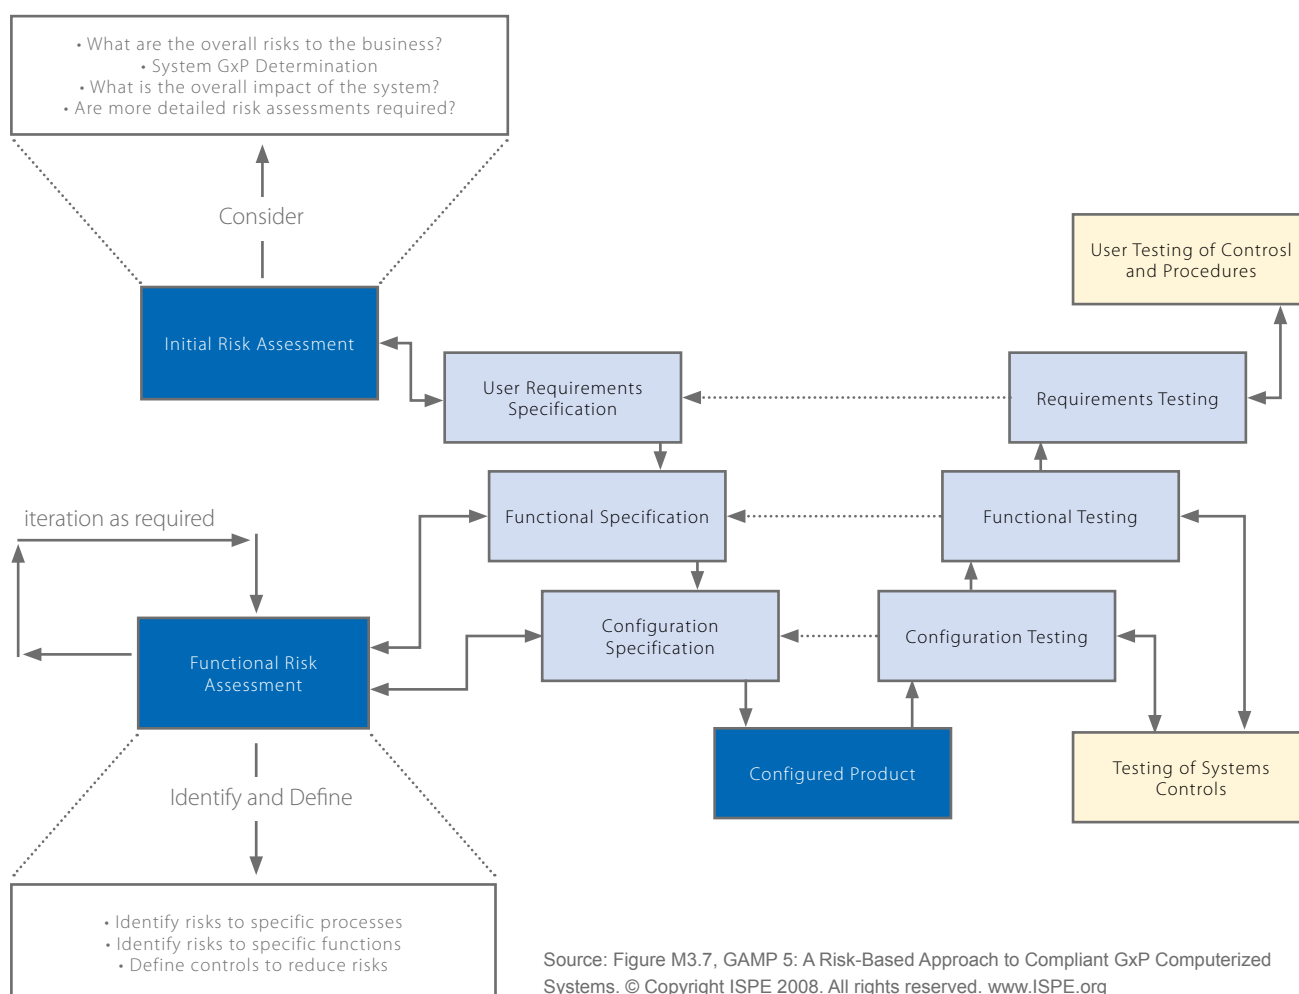 • What are the overall risks to the business?
• System GxP Determination
• What is the overall impact of the system?
• Are more detailed risk assessments required?
Consider
User Testing of Controsl
and Procedures
Initial Risk Assessment
User Requirements
Specification
Requirements Testing
iteration as required
Functional Specification
Functional Testing
Functional Risk
Assessment
Configuration
Specification
Configuration Testing
Configured Product
Testing of Systems
Controls
Identify and Define
• Identify risks to specific processes
• Identify risks to specific functions
• Define controls to reduce risks
Source: Figure M3.7, GAMP 5: A Risk-Based Approach to Compliant GxP Computerized
Systems. © Copyright ISPE 2008. All rights reserved. www.ISPE.org